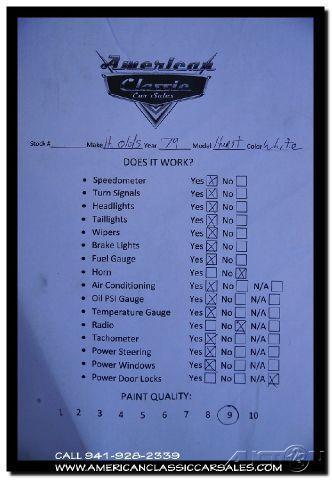 American
Classic
Car Sales
Stock# Make H. olds Year 79 Model Hurst Color White
DOES IT WORK?
• Speedometer Yes ☒ No ☐
• Turn Signals Yes ☒ No ☐
• Headlights Yes ☒ No ☐
• Taillights Yes ☒ No ☐
• Wipers Yes ☒ No ☐
• Brake Lights Yes ☒ No ☐
• Fuel Gauge Yes ☒ No ☐
• Horn Yes ☐ No ☒
• Air Conditioning Yes ☒ No ☐ N/A ☐
• Oil PSI Gauge Yes ☒ No ☐ N/A ☐
• Temperature Gauge Yes ☒ No ☐ N/A ☐
• Radio Yes ☐ No ☒ N/A ☐
• Tachometer Yes ☒ No ☐ N/A ☐
• Power Steering Yes ☒ No ☐ N/A ☐
• Power Windows Yes ☒ No ☐ N/A ☐
• Power Door Locks Yes ☐ No ☐ N/A ☒
PAINT QUALITY:
1 2 3 4 5 6 7 8 9 10
CALL 941-928-2339
WWW.AMERICANCLASSICCARSALES.COM